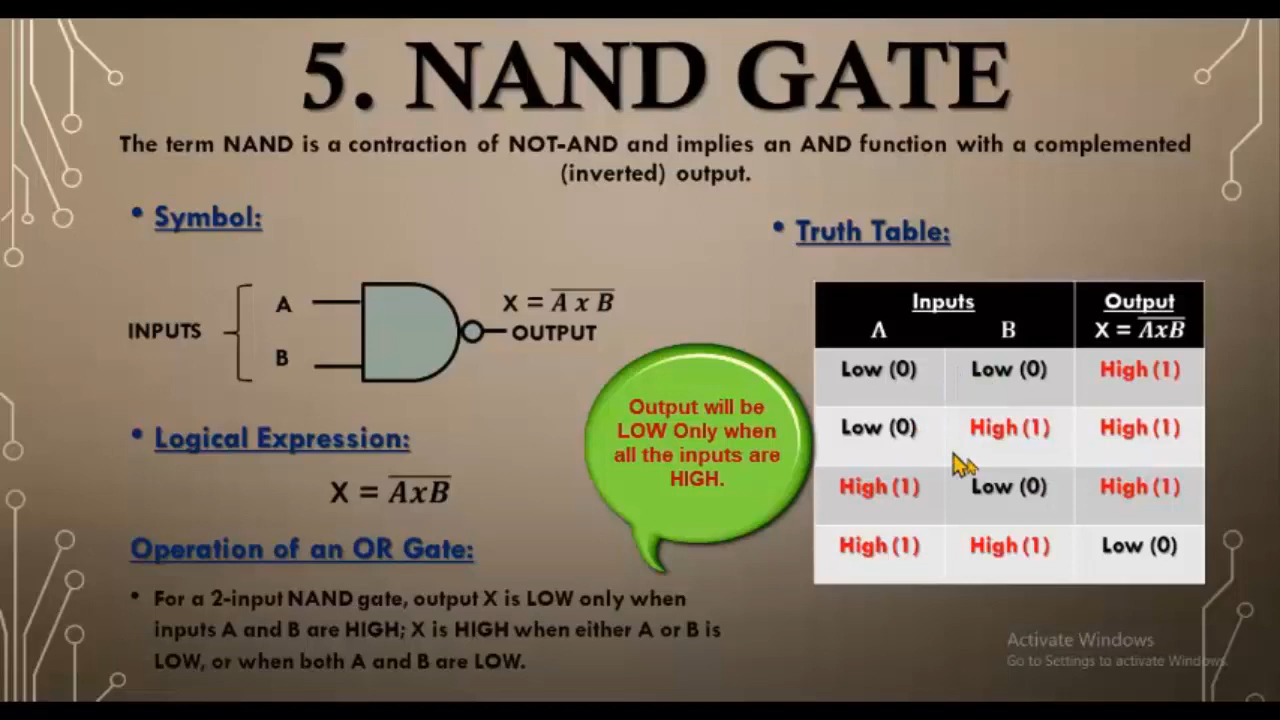 5. NAND GATE
The term NAND is a contraction of NOT-AND and implies an AND function with a complemented
(inverted) output.
• Symbol:
INPUTS
A
B
X = A x B
OUTPUT
• Logical Expression:
X = AxB
Operation of an OR Gate:
• For a 2-input NAND gate, output X is LOW only when
inputs A and B are HIGH; X is HIGH when either A or B is
LOW, or when both A and B are LOW.
Output will be
LOW Only when
all the inputs are
HIGH.
• Truth Table:
Inputs Output
A B X = AxB
Low (0) Low (0) High (1)
Low (0) High (1) High (1)
High (1) Low (0) High (1)
High (1) High (1) Low (0)
Activate Windows
Go to Settings to activate Windows.